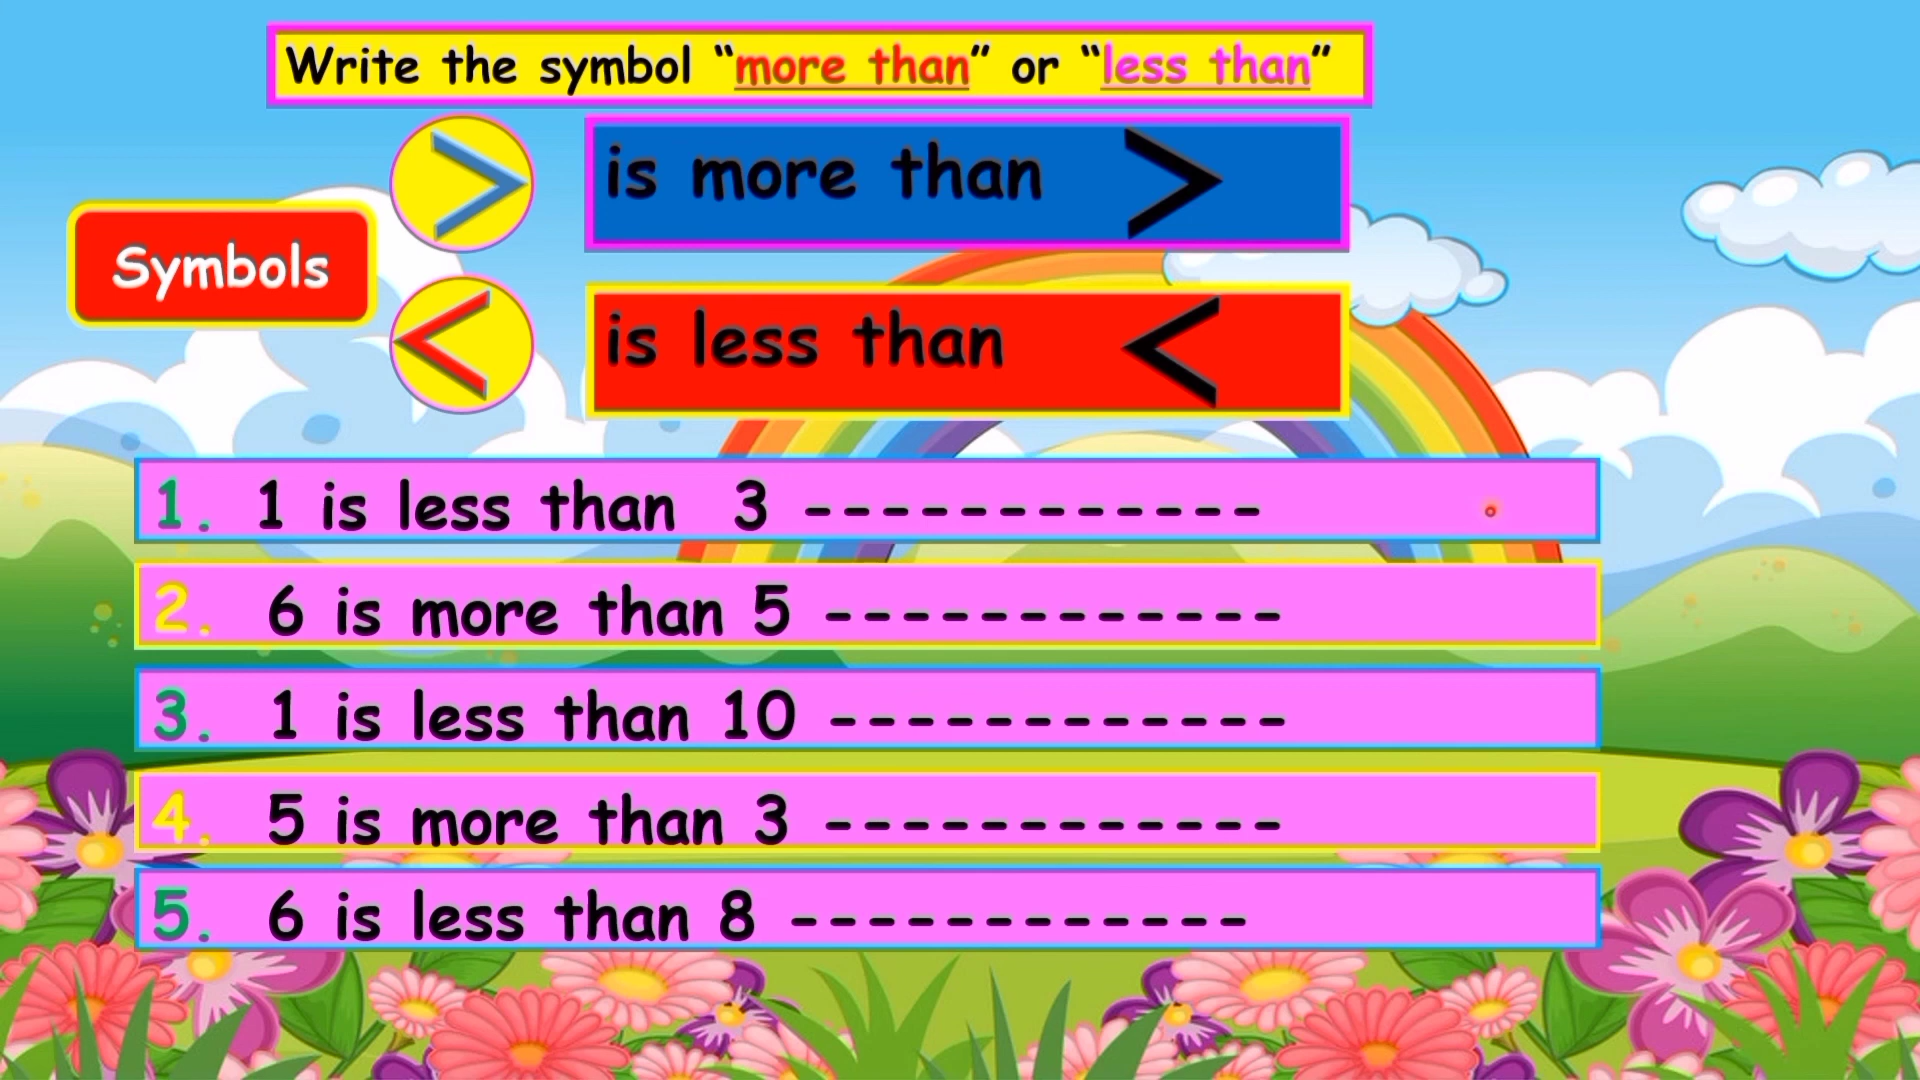 Write the symbol “more than” or “less than”
>
is more than >
Symbols
<
is less than <
1. 1 is less than 3 ------------
2. 6 is more than 5 ------------
3. 1 is less than 10 ------------
4. 5 is more than 3 ------------
5. 6 is less than 8 ------------